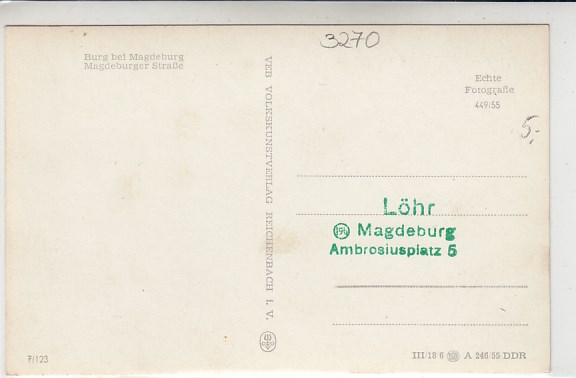 3270
Burg bei Magdeburg
Magdeburger Straße
VEB VOLKSKUNSTVERLAG REICHENBACH I. V.
Echte
Fotografie
449/55
5,-
Löhr
19b Magdeburg
Ambrosiusplatz 5
F/123
III/18 6 A 246/55 DDR